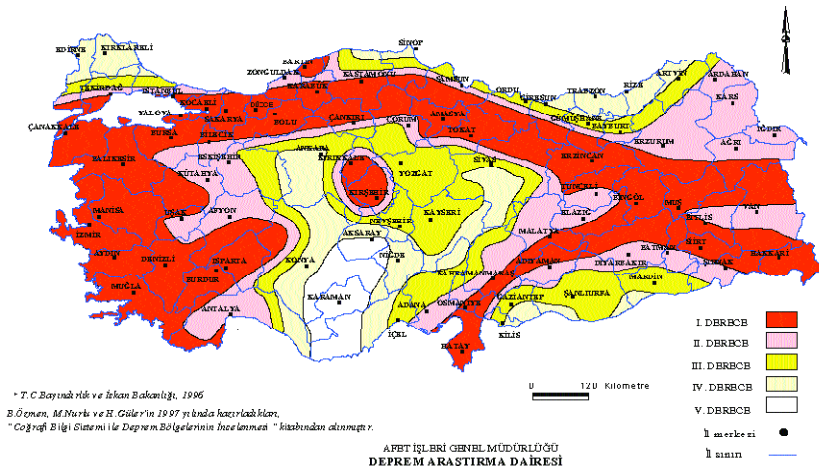 SİNOP
EDİRNE KIRKLARELİ
BARTIN
ZONGULDAK
KASTAMONU
KARABÜK
SAMSUN
ARTVİN
ARDAHAN
RİZE
TRABZON
ORDU
GİRESUN
KARS
TEKİRDAĞ
İSTANBUL
KOCAELİ
YALOVA
SAKARYA
DÜZCE
BOLU
ÇANKIRI
ÇORUM
AMASYA
TOKAT
GÜMÜŞHANE
BAYBURT
ERZURUM
IĞDIR
AĞRI
ÇANAKKALE
BURSA
BİLECİK
ESKİŞEHİR
ANKARA
KIRIKKALE
YOZGAT
SİVAS
ERZİNCAN
BALIKESİR
KÜTAHYA
KIRŞEHİR
TUNCELİ
BİNGÖL
MUŞ
VAN
MANİSA
UŞAK
AFYON
NEVŞEHİR
KAYSERİ
ELAZIĞ
BİTLİS
İZMİR
AKSARAY
MALATYA
SİİRT
AYDIN
DENİZLİ
ISPARTA
KONYA
NİĞDE
KAHRAMANMARAŞ
ADIYAMAN
DİYARBAKIR
BATMAN
ŞIRNAK
HAKKARİ
MUĞLA
BURDUR
KARAMAN
ADANA
OSMANİYE
GAZİANTEP
ŞANLIURFA
MARDİN
ANTALYA
İÇEL
KİLİS
HATAY
I. DERECE
II. DERECE
III. DERECE
IV. DERECE
V. DERECE
İl merkezi
İl sınırı
0 120 Kilometre
* T.C.Bayındırlık ve İskan Bakanlığı, 1996
B.Özmen, M.Nurlu ve H.Güler'in 1997 yılında hazırladıkları,
"Coğrafi Bilgi Sistemi ile Deprem Bölgelerinin İncelenmesi" kitabından alınmıştır.
AFET İŞLERİ GENEL MÜDÜRLÜĞÜ
DEPREM ARAŞTIRMA DAİRESİ